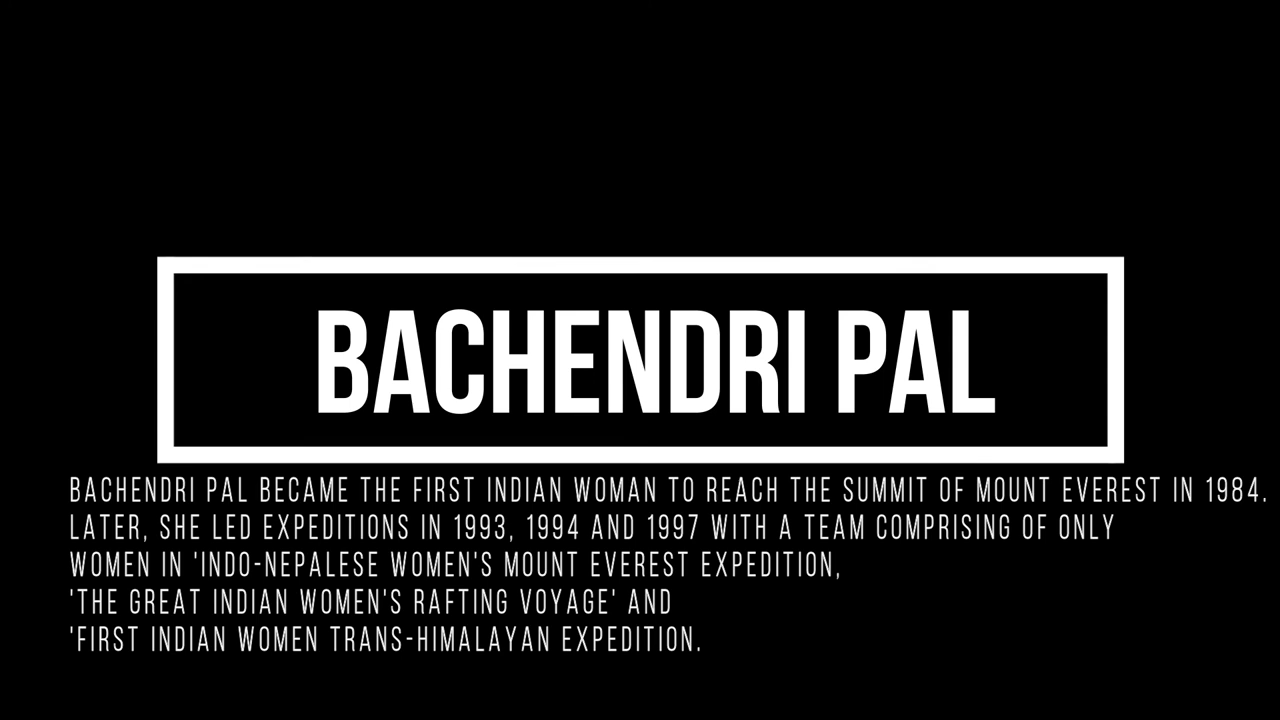 BACHENDRI PAL
BACHENDRI PAL BECAME THE FIRST INDIAN WOMAN TO REACH THE SUMMIT OF MOUNT EVEREST IN 1984.
LATER, SHE LED EXPEDITIONS IN 1993, 1994 AND 1997 WITH A TEAM COMPRISING OF ONLY
WOMEN IN 'INDO-NEPALESE WOMEN'S MOUNT EVEREST EXPEDITION,
'THE GREAT INDIAN WOMEN'S RAFTING VOYAGE' AND
'FIRST INDIAN WOMEN TRANS-HIMALAYAN EXPEDITION.